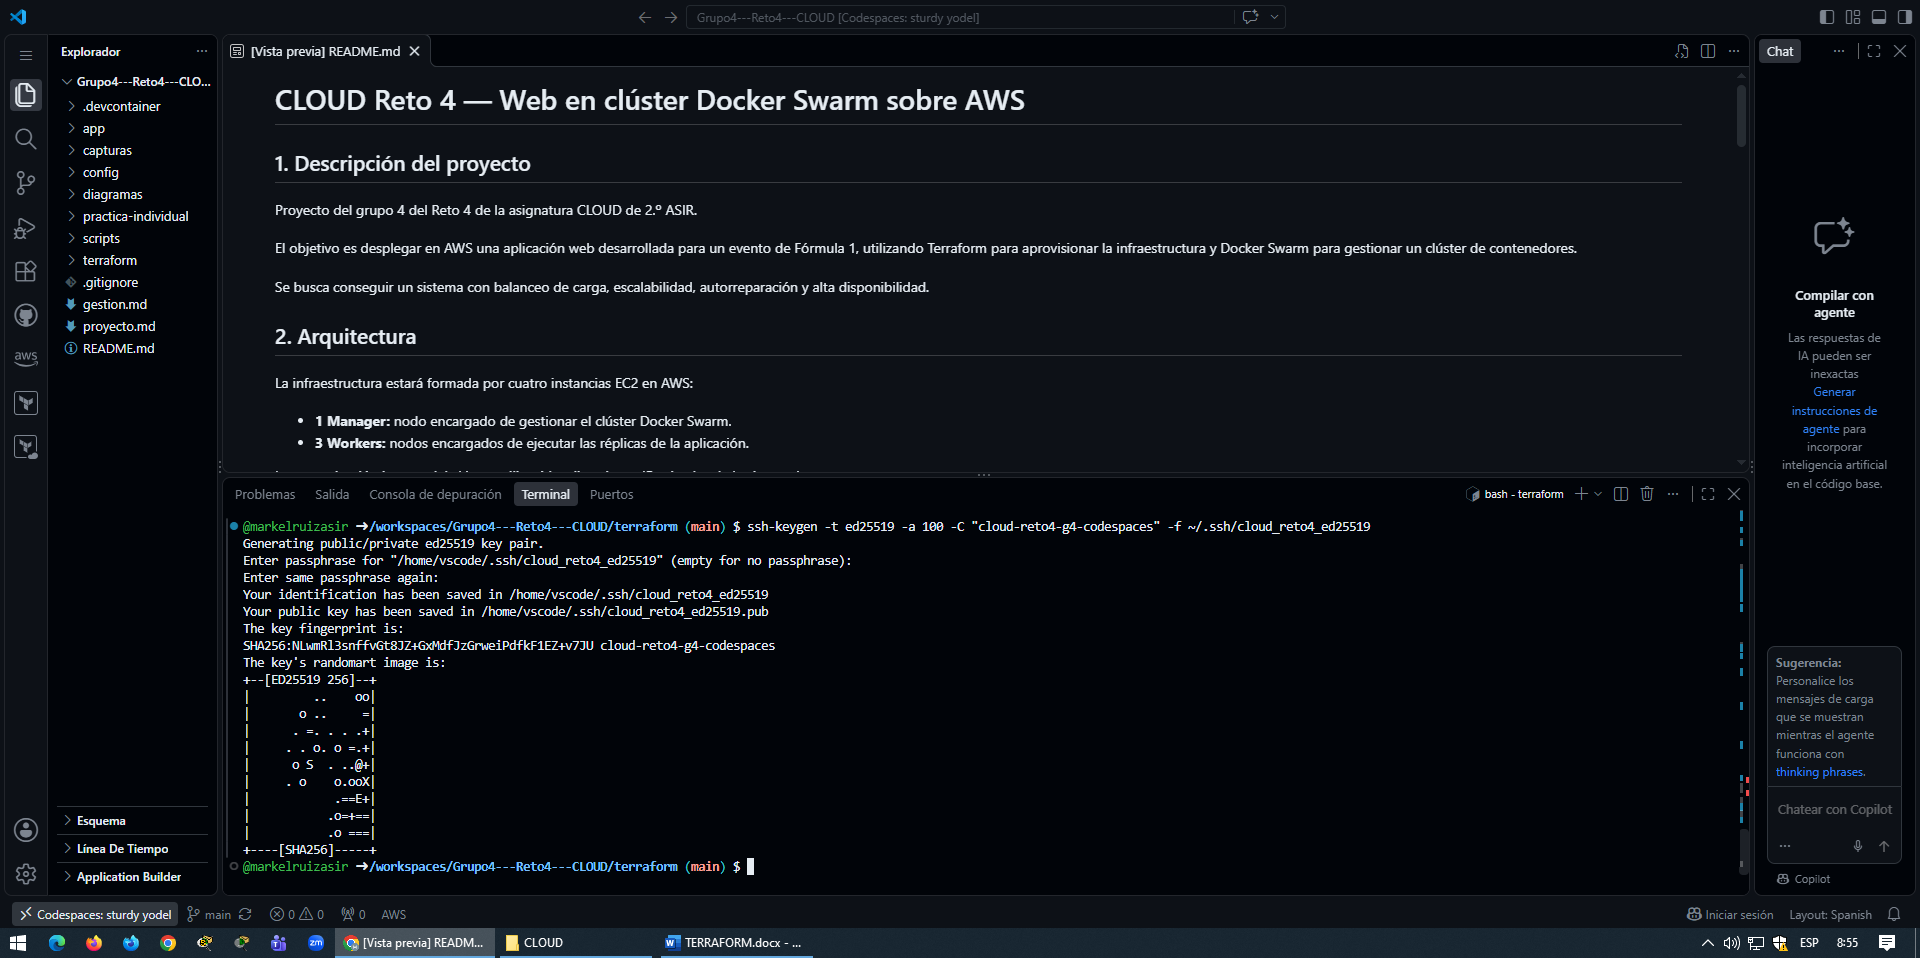 Grupo4---Reto4---CLOUD [Codespaces: sturdy yodel]
Explorador
Grupo4---Reto4---CLO...
.devcontainer
app
capturas
config
diagramas
practica-individual
scripts
terraform
.gitignore
gestion.md
proyecto.md
README.md
aws
Esquema
Línea De Tiempo
Application Builder
[Vista previa] README.md
CLOUD Reto 4 — Web en clúster Docker Swarm sobre AWS
1. Descripción del proyecto
Proyecto del grupo 4 del Reto 4 de la asignatura CLOUD de 2.º ASIR.
El objetivo es desplegar en AWS una aplicación web desarrollada para un evento de Fórmula 1, utilizando Terraform para aprovisionar la infraestructura y Docker Swarm para gestionar un clúster de contenedores.
Se busca conseguir un sistema con balanceo de carga, escalabilidad, autorreparación y alta disponibilidad.
2. Arquitectura
La infraestructura estará formada por cuatro instancias EC2 en AWS:
• 1 Manager: nodo encargado de gestionar el clúster Docker Swarm.
• 3 Workers: nodos encargados de ejecutar las réplicas de la aplicación.
Problemas Salida Consola de depuración Terminal Puertos
bash - terraform
@markelruizasir ➜/workspaces/Grupo4---Reto4---CLOUD/terraform (main) $ ssh-keygen -t ed25519 -a 100 -C "cloud-reto4-g4-codespaces" -f ~/.ssh/cloud_reto4_ed25519
Generating public/private ed25519 key pair.
Enter passphrase for "/home/vscode/.ssh/cloud_reto4_ed25519" (empty for no passphrase):
Enter same passphrase again:
Your identification has been saved in /home/vscode/.ssh/cloud_reto4_ed25519
Your public key has been saved in /home/vscode/.ssh/cloud_reto4_ed25519.pub
The key fingerprint is:
SHA256:NLwmRl3snffvGt8JZ+GxMdfJzGrweiPdfkF1EZ+v7JU cloud-reto4-g4-codespaces
The key's randomart image is:
+--[ED25519 256]--+
|          ..    oo|
|        o ..     =|
|       . =. . . .+|
|      . . o. o =.+|
|       o S  . ..@+|
|      . o    o.ooX|
|             .==E+|
|            .o=+==|
|            .o ===|
+----[SHA256]-----+
@markelruizasir ➜/workspaces/Grupo4---Reto4---CLOUD/terraform (main) $
Chat
Compilar con
agente
Las respuestas de
IA pueden ser
inexactas
Generar
instrucciones de
agente para
incorporar
inteligencia artificial
en el código base.
Sugerencia:
Personalice los
mensajes de carga
que se muestran
mientras el agente
funciona con
thinking phrases.
Chatear con Copilot
Copilot
Codespaces: sturdy yodel main 0 0 0 AWS
Iniciar sesión Layout: Spanish
[Vista previa] READM... CLOUD TERRAFORM.docx - ... ESP 8:55